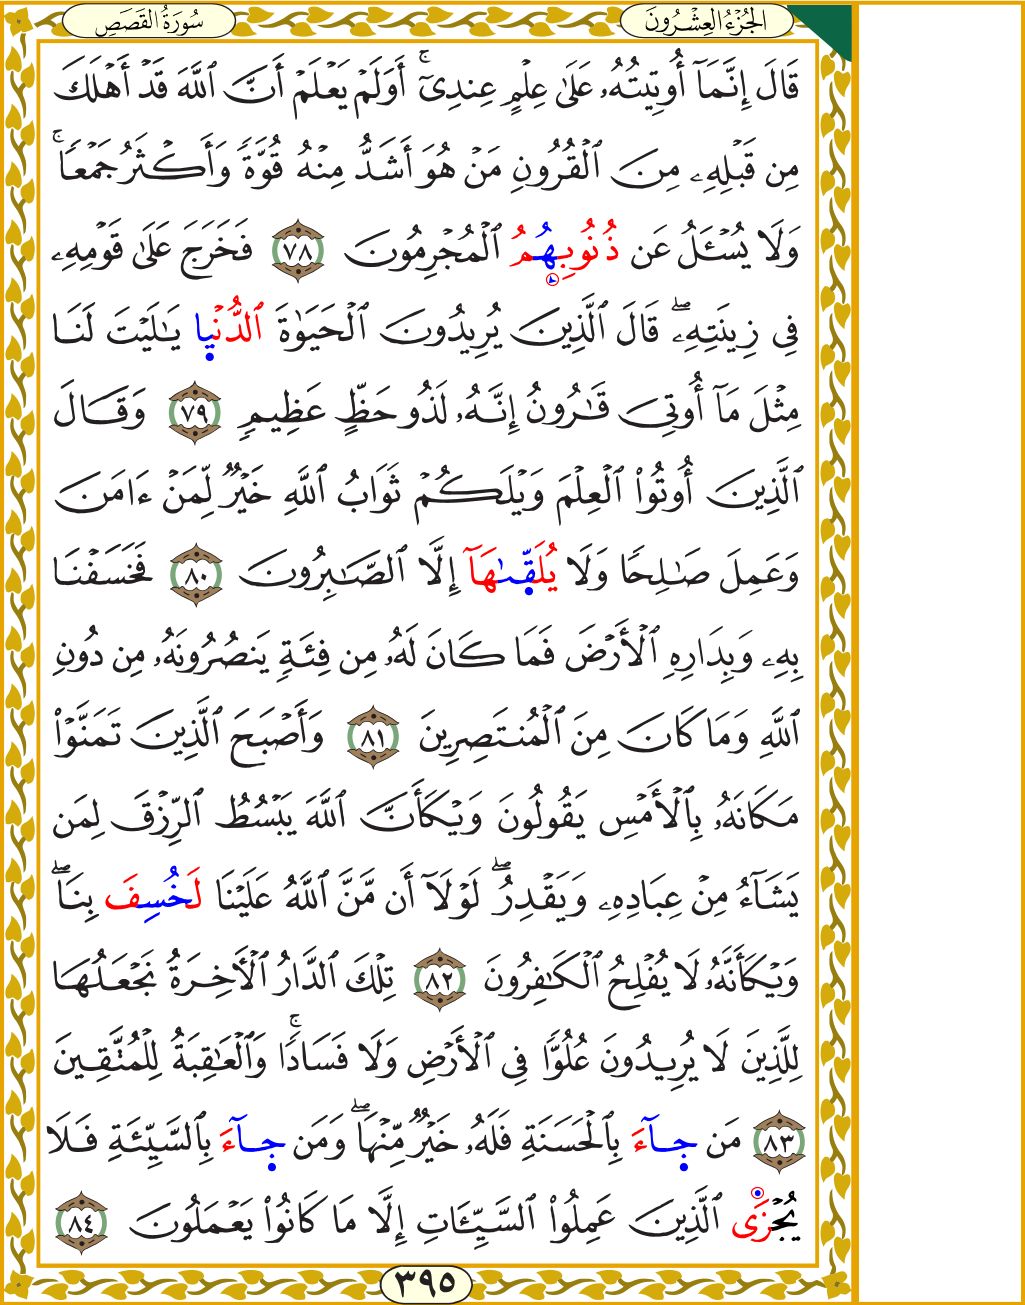 الجُزْءُ العِشْرُونَ
سُورَةُ القَصَصِ
قَالَ إِنَّمَآ أُوتِيتُهُۥ عَلَىٰ عِلْمٍ عِندِيٓۚ أَوَلَمْ يَعْلَمْ أَنَّ ٱللَّهَ قَدْ أَهْلَكَ
مِن قَبْلِهِۦ مِنَ ٱلْقُرُونِ مَنْ هُوَ أَشَدُّ مِنْهُ قُوَّةً وَأَكْثَرُ جَمْعًاۚ
وَلَا يُسْـَٔلُ عَن ذُنُوبِهُمُ ٱلْمُجْرِمُونَ ٧٨ فَخَرَجَ عَلَىٰ قَوْمِهِۦ
فِي زِينَتِهِۦۖ قَالَ ٱلَّذِينَ يُرِيدُونَ ٱلْحَيَوٰةَ ٱلدُّنْيا يَٰلَيْتَ لَنَا
مِثْلَ مَآ أُوتِيَ قَٰرُونُ إِنَّهُۥ لَذُو حَظٍّ عَظِيمٍ ٧٩ وَقَالَ
ٱلَّذِينَ أُوتُوا۟ ٱلْعِلْمَ وَيْلَكُمْ ثَوَابُ ٱللَّهِ خَيْرٌ لِّمَنْ ءَامَنَ
وَعَمِلَ صَٰلِحًا وَلَا يُلَقّىٰهَآ إِلَّا ٱلصَّٰبِرُونَ ٨٠ فَخَسَفْنَا
بِهِۦ وَبِدَارِهِ ٱلْأَرْضَ فَمَا كَانَ لَهُۥ مِن فِئَةٍ يَنصُرُونَهُۥ مِن دُونِ
ٱللَّهِ وَمَا كَانَ مِنَ ٱلْمُنتَصِرِينَ ٨١ وَأَصْبَحَ ٱلَّذِينَ تَمَنَّوْا۟
مَكَانَهُۥ بِٱلْأَمْسِ يَقُولُونَ وَيْكَأَنَّ ٱللَّهَ يَبْسُطُ ٱلرِّزْقَ لِمَن
يَشَآءُ مِنْ عِبَادِهِۦ وَيَقْدِرُۖ لَوْلَآ أَن مَّنَّ ٱللَّهُ عَلَيْنَا لَخُسِفَ بِنَاۖ
وَيْكَأَنَّهُۥ لَا يُفْلِحُ ٱلْكَٰفِرُونَ ٨٢ تِلْكَ ٱلدَّارُ ٱلْأَخِرَةُ نَجْعَلُهَا
لِلَّذِينَ لَا يُرِيدُونَ عُلُوًّا فِي ٱلْأَرْضِ وَلَا فَسَادًاۚ وَٱلْعَٰقِبَةُ لِلْمُتَّقِينَ
٨٣ مَن جآءَ بِٱلْحَسَنَةِ فَلَهُۥ خَيْرٌ مِّنْهَاۖ وَمَن جآءَ بِٱلسَّيِّئَةِ فَلَا
يُجْزَى ٱلَّذِينَ عَمِلُوا۟ ٱلسَّيِّـَٔاتِ إِلَّا مَا كَانُوا۟ يَعْمَلُونَ ٨٤
٣٩٥